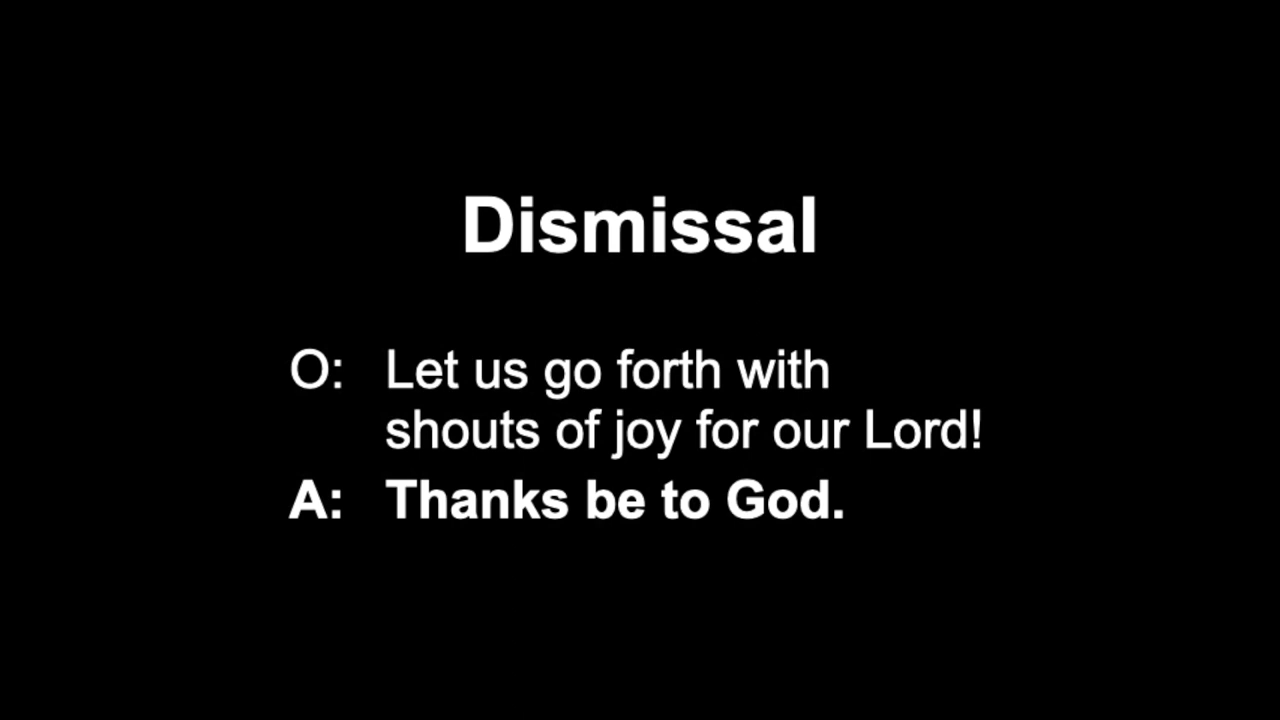 Dismissal
O: Let us go forth with
shouts of joy for our Lord!
A: Thanks be to God.